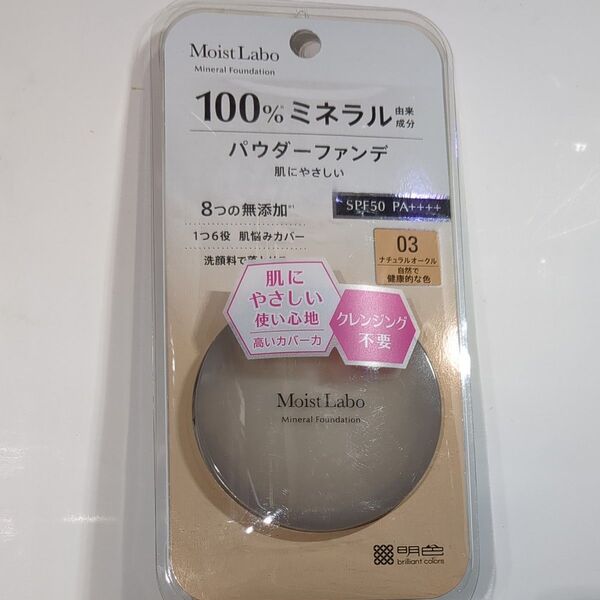 Moist Labo
Mineral Foundation
100%ミネラル 由来成分
パウダーファンデ
肌にやさしい
8つの無添加※1
SPF50 PA++++
1つ6役 肌悩みカバー
洗顔料で
03
ナチュラルオークル
自然で
健康的な色
肌に
やさしい
使い心地
高いカバー力
クレンジング
不要
Moist Labo
Mineral Foundation
明色
brilliant colors